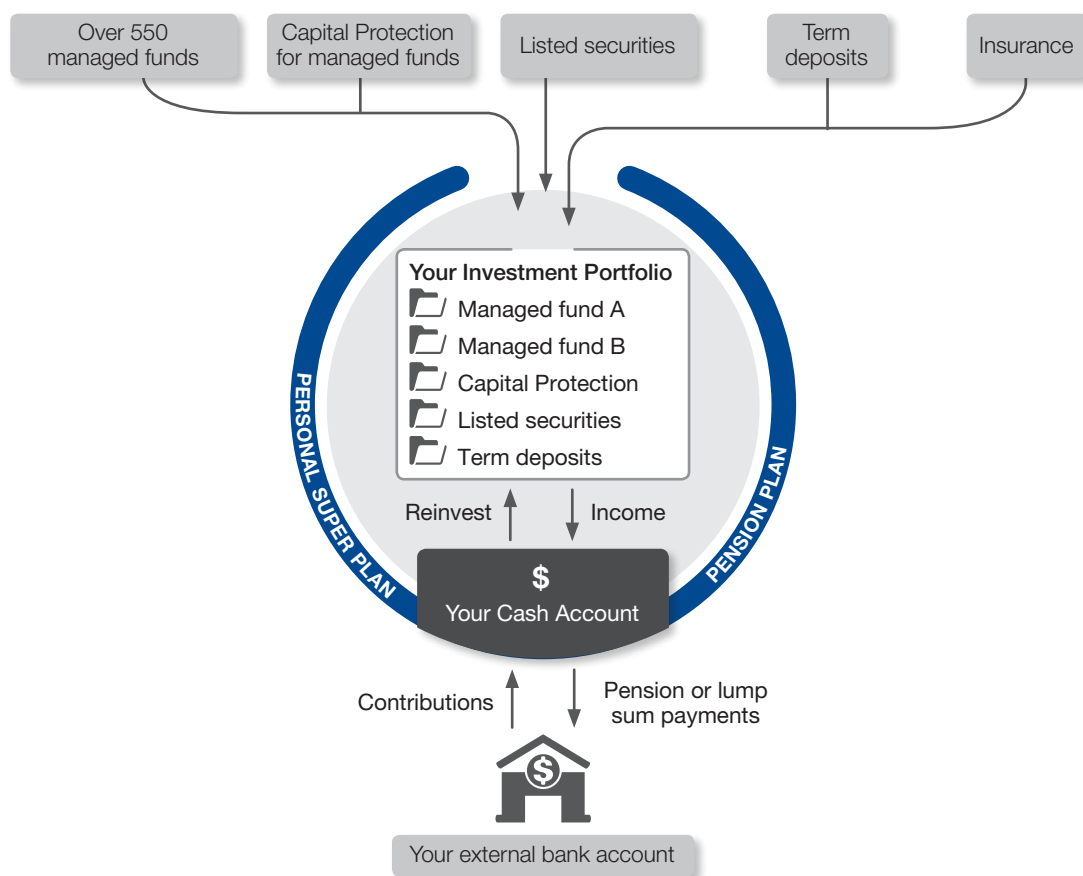 Over 550
managed funds
Capital Protection
for managed funds
Listed securities
Term
deposits
Insurance
Your Investment Portfolio
Managed fund A
Managed fund B
Capital Protection
Listed securities
Term deposits
PERSONAL SUPER PLAN
PENSION PLAN
Reinvest
Income
$
Your Cash Account
Contributions
Pension or lump
sum payments
$
Your external bank account